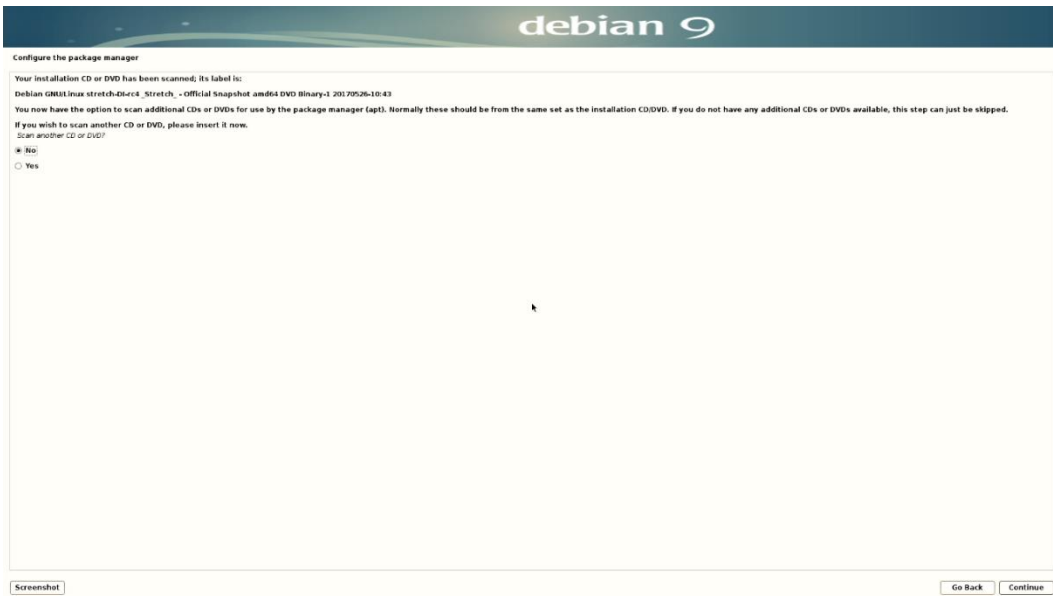 debian 9
Configure the package manager
Your installation CD or DVD has been scanned; its label is:
Debian GNU/Linux stretch-DI-rc4 _Stretch_ - Official Snapshot amd64 DVD Binary-1 20170526-10:43
You now have the option to scan additional CDs or DVDs for use by the package manager (apt). Normally these should be from the same set as the installation CD/DVD. If you do not have any additional CDs or DVDs available, this step can just be skipped.
If you wish to scan another CD or DVD, please insert it now.
Scan another CD or DVD?
No
Yes
Screenshot
Go Back
Continue